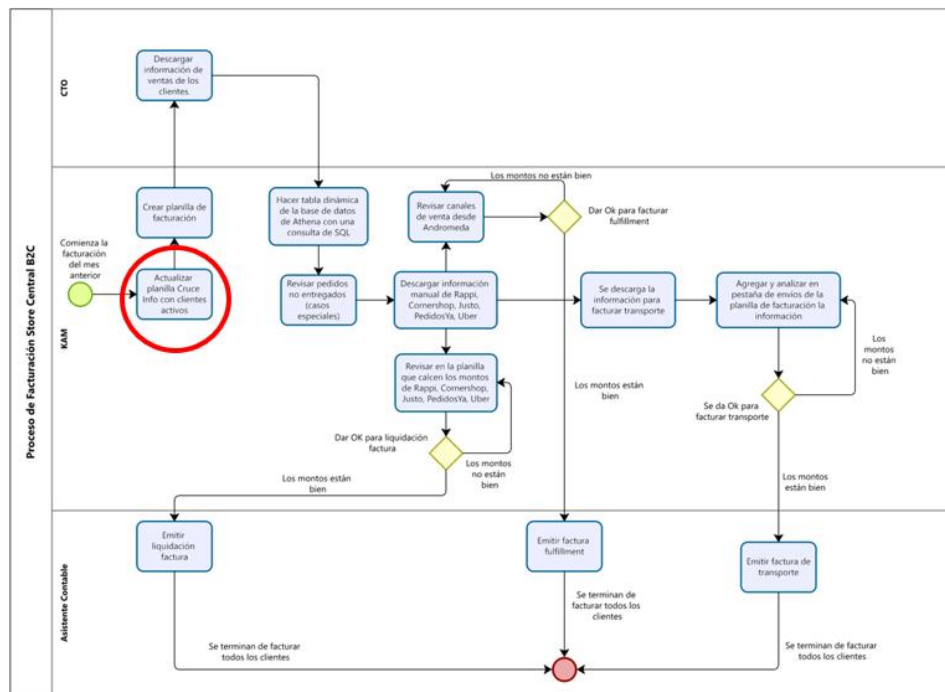 Proceso de Facturación Store Central B2C
CTO
Descargar
información de
ventas de los
clientes.
KAM
Comienza la
facturación
del mes
anterior
Crear planilla de
facturación
Actualizar
planilla Cruce
Info con clientes
activos
Hacer tabla dinámica
de la base de datos
de Athena con una
consulta de SQL
Revisar pedidos
no entregados
(casos
especiales)
Los montos no están bien
Revisar canales
de venta desde
Andromeda
Dar Ok para facturar
fulfillment
Descargar información
manual de Rappi,
Cornershop, Justo,
PedidosYa, Uber
Se descarga la
información para
facturar transporte
Agregar y analizar en
pestaña de envios de la
planilla de facturación la
información
Los
montos
no están
bien
Revisar en la planilla
que calcen los montos
de Rappi, Cornershop,
Justo, PedidosYa, Uber
Los montos están
bien
Se da Ok para
facturar transporte
Dar OK para liquidación
factura
Los montos
no están
bien
Los montos están
bien
Los montos
están bien
Asistente Contable
Emitir
liquidación
factura
Emitir factura
fulfillment
Emitir factura de
transporte
Se terminan de
facturar todos los
clientes
Se terminan de facturar
todos los clientes
Se terminan de facturar
todos los clientes